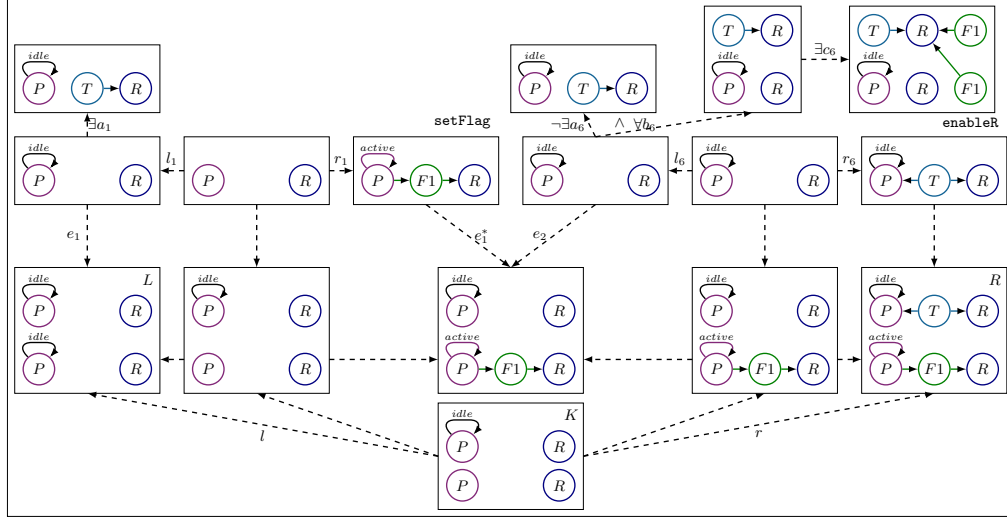 T R ∃c6 T R F1
idle idle idle idle
P T R P T R P P R F1
∃a1 setFlag ¬∃a6 ∧ ∀b6 enableR
idle active idle idle idle
P R l1 P R r1 P F1 R P R l6 P R r6 P T R
e1 e1* e2
idle L idle idle idle idle R
P R P R P R P R P T R
idle active active active
P R P R P F1 R P F1 R P F1 R
idle K
l P R r
P R